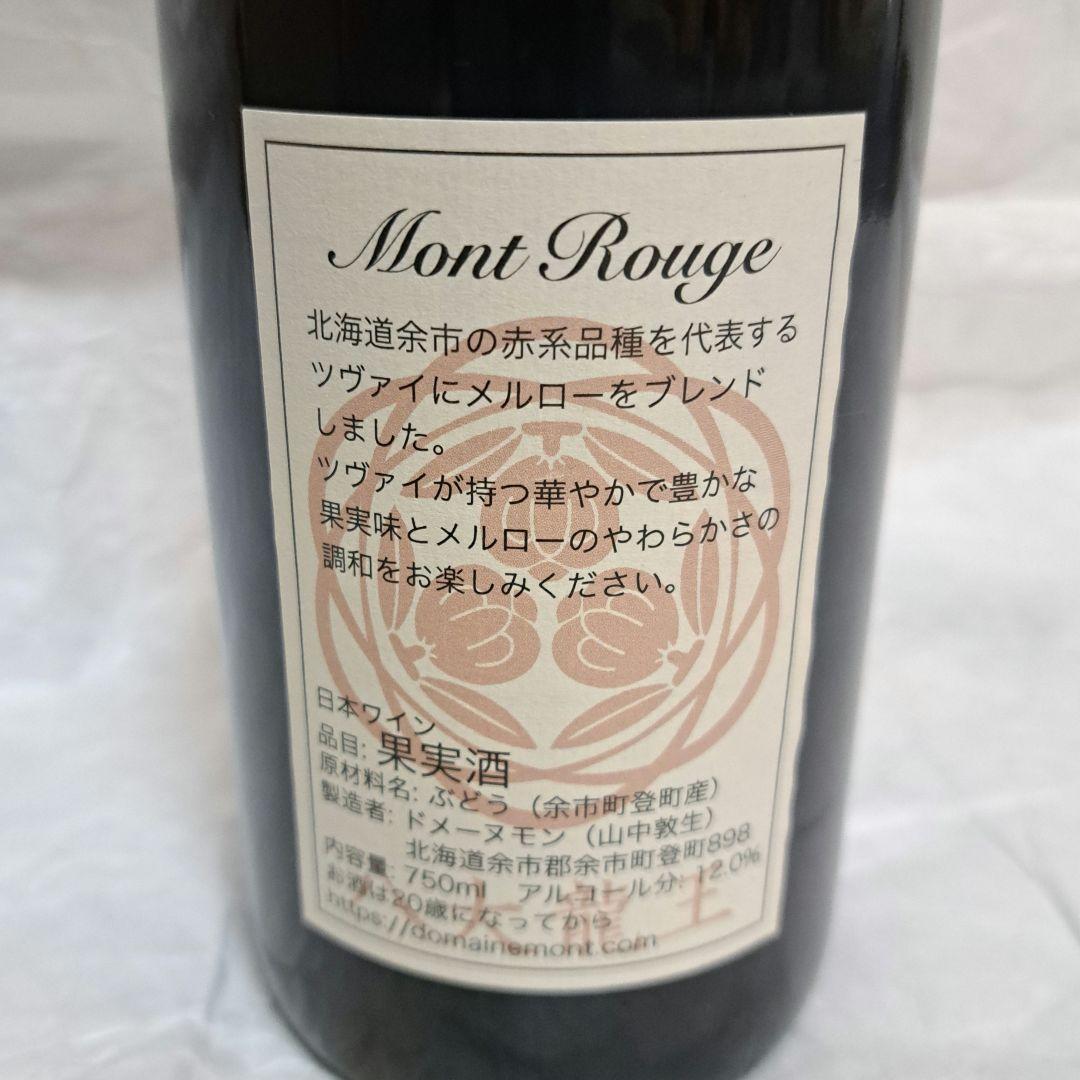 Mont Rouge
北海道余市の赤系品種を代表する
ツヴァイにメルローをブレンド
しました。
ツヴァイが持つ華やかで豊かな
果実味とメルローのやわらかさの
調和をお楽しみください。
日本ワイン
品目: 果実酒
原材料名: ぶどう（余市町登町産）
製造者: ドメーヌモン（山中敦生）
北海道余市郡余市町登町898
内容量: 750ml アルコール分: 12.0%
お酒は20歳になってから
https://domainemont.com
大龍王